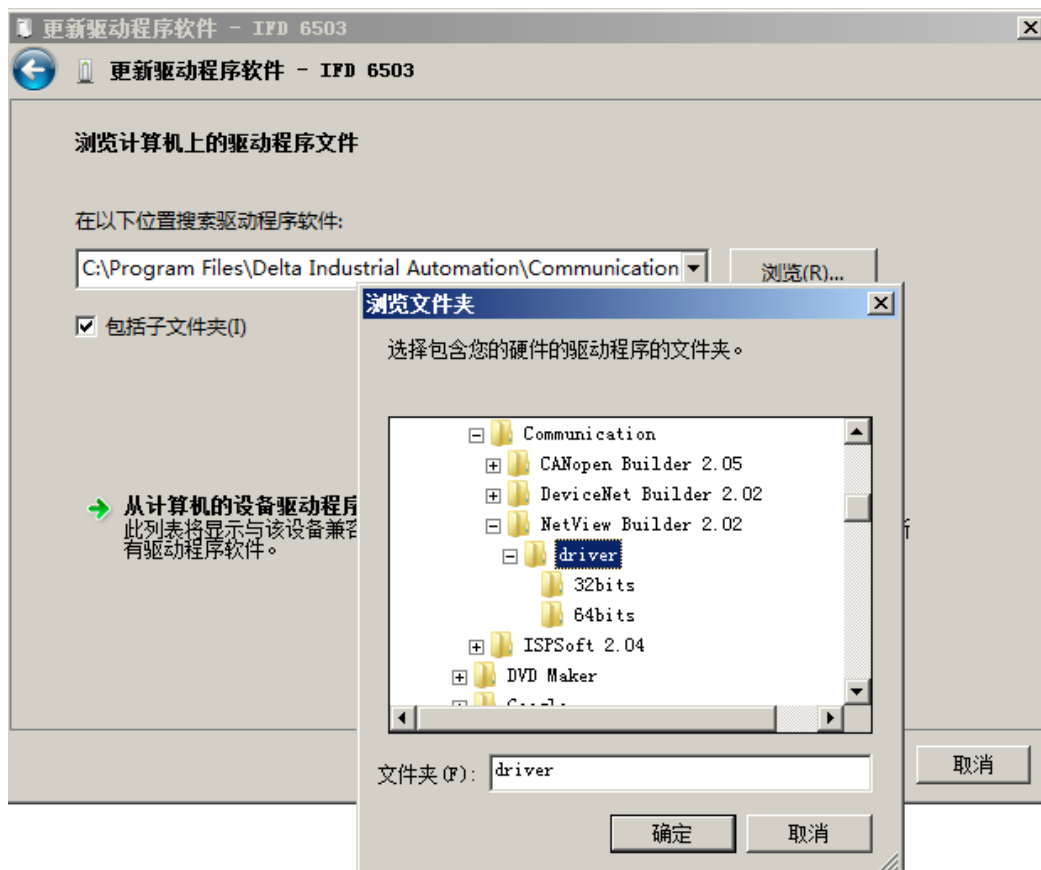 更新驱动程序软件 - IFD 6503
更新驱动程序软件 - IFD 6503
浏览计算机上的驱动程序文件
在以下位置搜索驱动程序软件:
C:\Program Files\Delta Industrial Automation\Communication
浏览(R)...
包括子文件夹(I)
从计算机的设备驱动程序
此列表将显示与该设备兼容
有驱动程序软件。
浏览文件夹
选择包含您的硬件的驱动程序的文件夹。
Communication
CANopen Builder 2.05
DeviceNet Builder 2.02
NetView Builder 2.02
driver
32bits
64bits
ISPSoft 2.04
DVD Maker
文件夹(F):
driver
确定
取消
取消